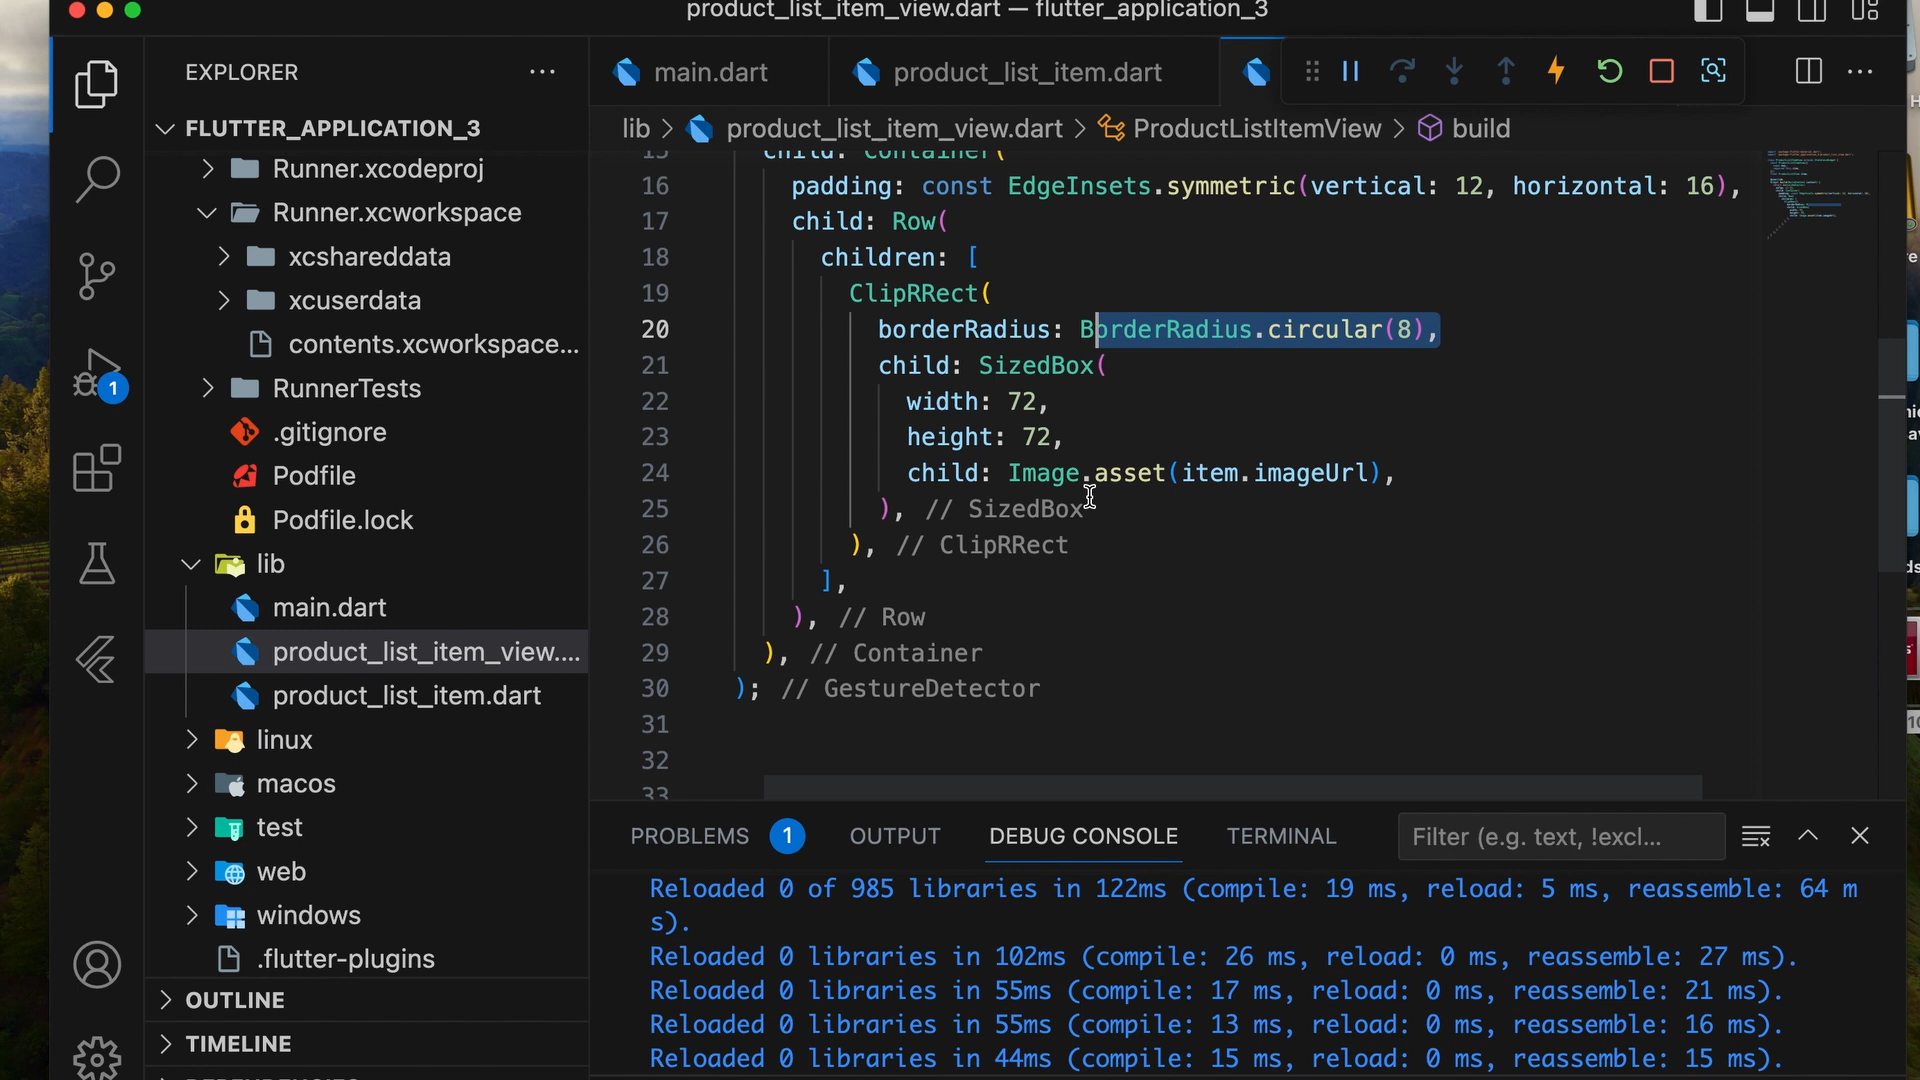 product_list_item_view.dart — flutter_application_3
EXPLORER
main.dart
product_list_item.dart
FLUTTER_APPLICATION_3
lib > product_list_item_view.dart > ProductListItemView > build
Runner.xcodeproj
Runner.xcworkspace
xcshareddata
xcuserdata
contents.xcworkspace...
RunnerTests
.gitignore
Podfile
Podfile.lock
lib
main.dart
product_list_item_view....
product_list_item.dart
linux
macos
test
web
windows
.flutter-plugins
OUTLINE
TIMELINE
1
15 child: Container(
16 padding: const EdgeInsets.symmetric(vertical: 12, horizontal: 16),
17 child: Row(
18 children: [
19 ClipRRect(
20 borderRadius: BorderRadius.circular(8),
21 child: SizedBox(
22 width: 72,
23 height: 72,
24 child: Image.asset(item.imageUrl),
25 ), // SizedBox
26 ), // ClipRRect
27 ],
28 ), // Row
29 ), // Container
30 ); // GestureDetector
31
32
33
PROBLEMS 1 OUTPUT DEBUG CONSOLE TERMINAL Filter (e.g. text, !excl...
Reloaded 0 of 985 libraries in 122ms (compile: 19 ms, reload: 5 ms, reassemble: 64 m
s).
Reloaded 0 libraries in 102ms (compile: 26 ms, reload: 0 ms, reassemble: 27 ms).
Reloaded 0 libraries in 55ms (compile: 17 ms, reload: 0 ms, reassemble: 21 ms).
Reloaded 0 libraries in 55ms (compile: 13 ms, reload: 0 ms, reassemble: 16 ms).
Reloaded 0 libraries in 44ms (compile: 15 ms, reload: 0 ms, reassemble: 15 ms).